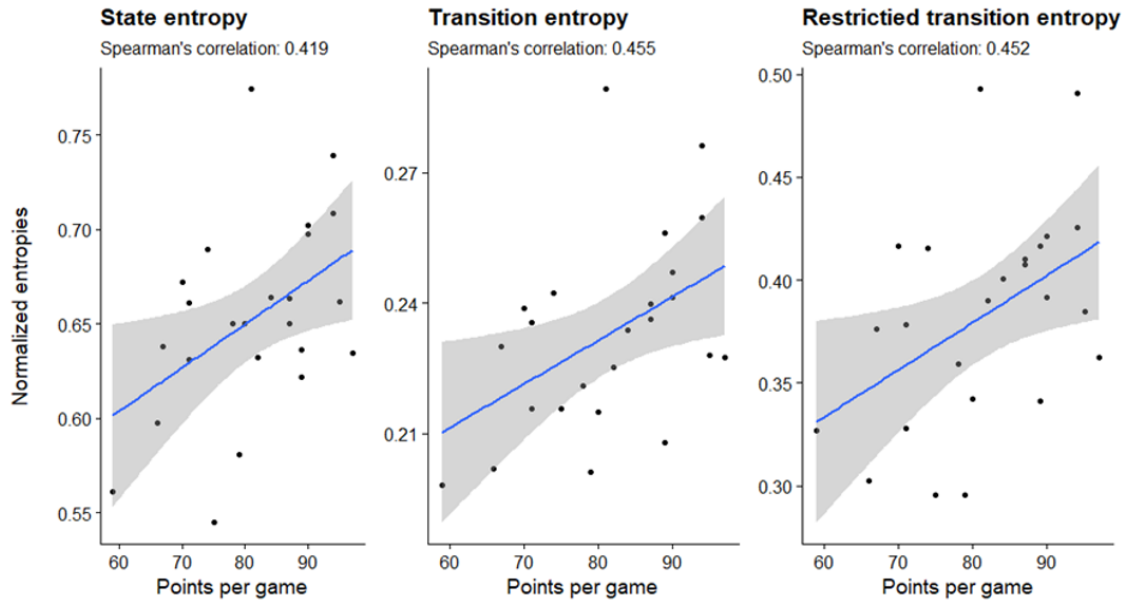 State entropy
Spearman's correlation: 0.419
Normalized entropies
0.75
0.70
0.65
0.60
0.55
60 70 80 90
Points per game
Transition entropy
Spearman's correlation: 0.455
0.27
0.24
0.21
60 70 80 90
Points per game
Restrictied transition entropy
Spearman's correlation: 0.452
0.50
0.45
0.40
0.35
0.30
60 70 80 90
Points per game